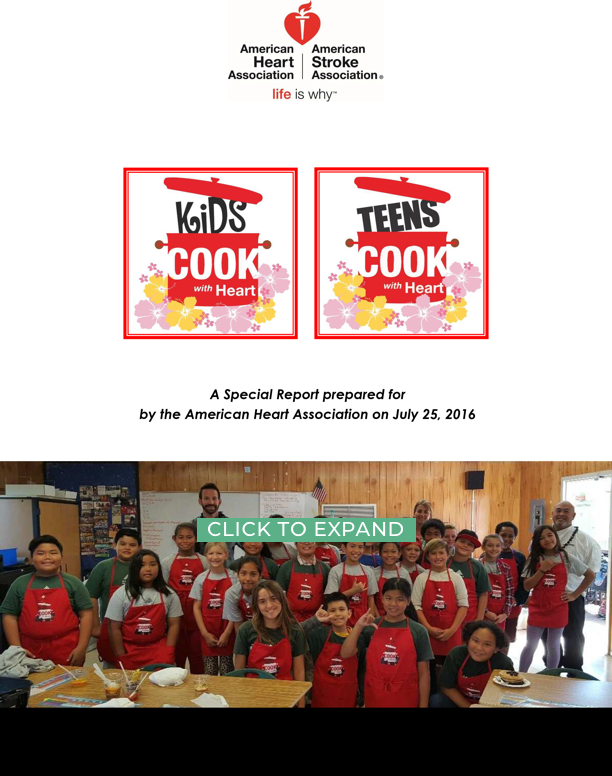 American
Heart
Association
American
Stroke
Association®
life is why™
KiDS
COOK
with Heart
TEENS
COOK
with Heart
A Special Report prepared for
by the American Heart Association on July 25, 2016
CLICK TO EXPAND